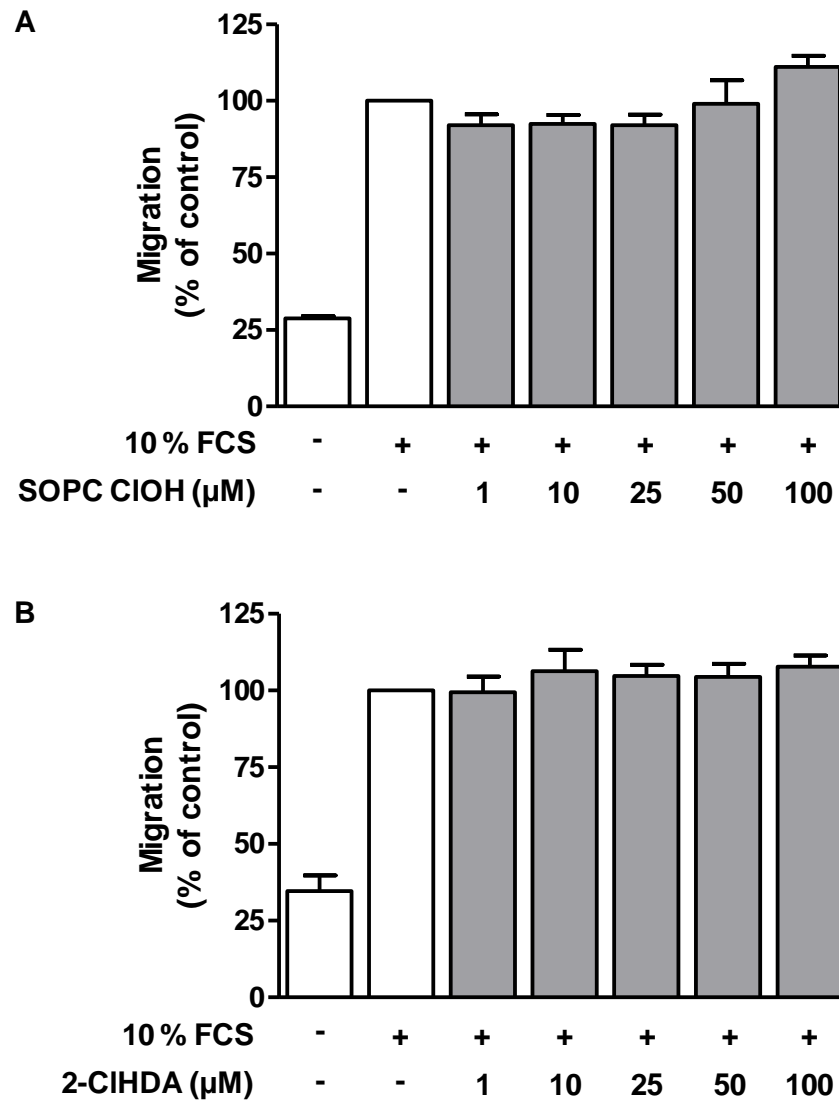 A
125
100
75
50
25
0
Migration
(% of control)
10 % FCS - + + + + + +
SOPC ClOH (µM) - - 1 10 25 50 100
B
125
100
75
50
25
0
Migration
(% of control)
10 % FCS - + + + + + +
2-ClHDA (µM) - - 1 10 25 50 100